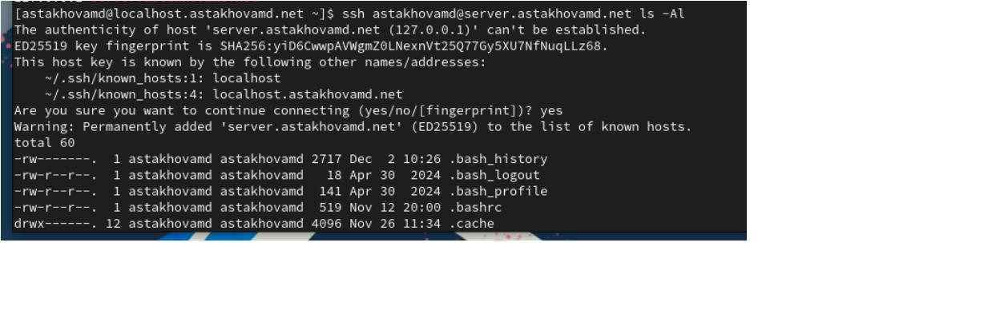 [astakhovamd@localhost.astakhovamd.net ~]$ ssh astakhovamd@server.astakhovamd.net ls -Al
The authenticity of host 'server.astakhovamd.net (127.0.0.1)' can't be established.
ED25519 key fingerprint is SHA256:yiD6CwwpAVWgmZ0LNexnVt25Q77Gy5XU7NfNuqLLz68.
This host key is known by the following other names/addresses:
    ~/.ssh/known_hosts:1: localhost
    ~/.ssh/known_hosts:4: localhost.astakhovamd.net
Are you sure you want to continue connecting (yes/no/[fingerprint])? yes
Warning: Permanently added 'server.astakhovamd.net' (ED25519) to the list of known hosts.
total 60
-rw-------.  1 astakhovamd astakhovamd 2717 Dec  2 10:26 .bash_history
-rw-r--r--.  1 astakhovamd astakhovamd   18 Apr 30  2024 .bash_logout
-rw-r--r--.  1 astakhovamd astakhovamd  141 Apr 30  2024 .bash_profile
-rw-r--r--.  1 astakhovamd astakhovamd  519 Nov 12 20:00 .bashrc
drwx------. 12 astakhovamd astakhovamd 4096 Nov 26 11:34 .cache